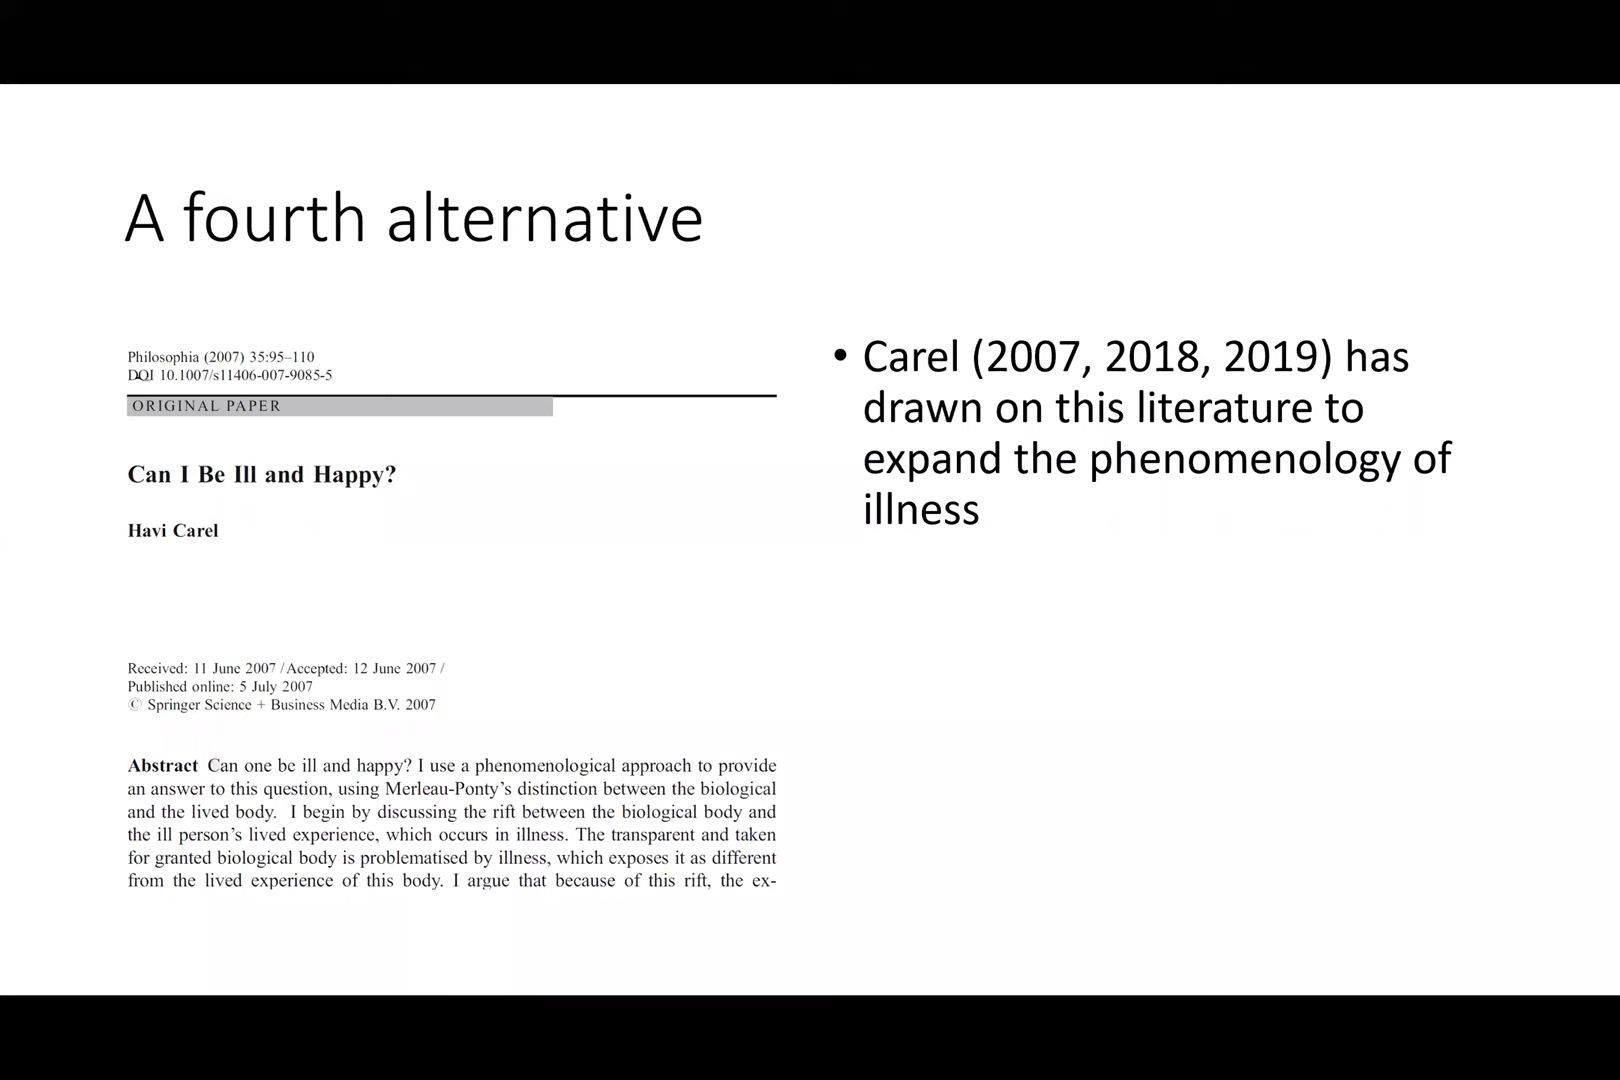 A fourth alternative
Philosophia (2007) 35:95–110
DOI 10.1007/s11406-007-9085-5
ORIGINAL PAPER
Can I Be Ill and Happy?
Havi Carel
Received: 11 June 2007 / Accepted: 12 June 2007 /
Published online: 5 July 2007
© Springer Science + Business Media B.V. 2007
Abstract Can one be ill and happy? I use a phenomenological approach to provide
an answer to this question, using Merleau-Ponty’s distinction between the biological
and the lived body. I begin by discussing the rift between the biological body and
the ill person’s lived experience, which occurs in illness. The transparent and taken
for granted biological body is problematised by illness, which exposes it as different
from the lived experience of this body. I argue that because of this rift, the ex-
• Carel (2007, 2018, 2019) has
drawn on this literature to
expand the phenomenology of
illness